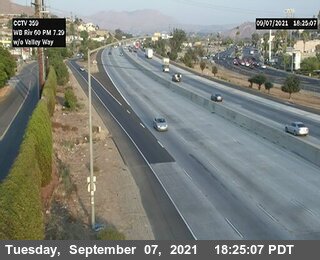 CCTV 359
WB Riv 60 PM 7.29
w/o Valley Way
09/07/2021 18:25:07
Tuesday, September 07, 2021 18:25:07 PDT